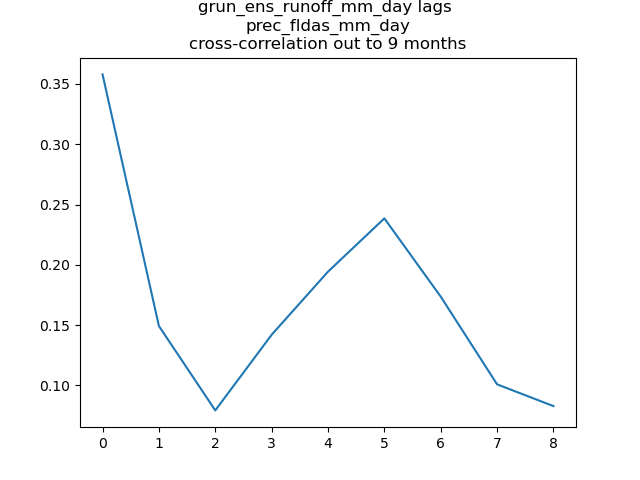 grun_ens_runoff_mm_day lags
prec_fldas_mm_day
cross-correlation out to 9 months
0.35
0.30
0.25
0.20
0.15
0.10
0 1 2 3 4 5 6 7 8